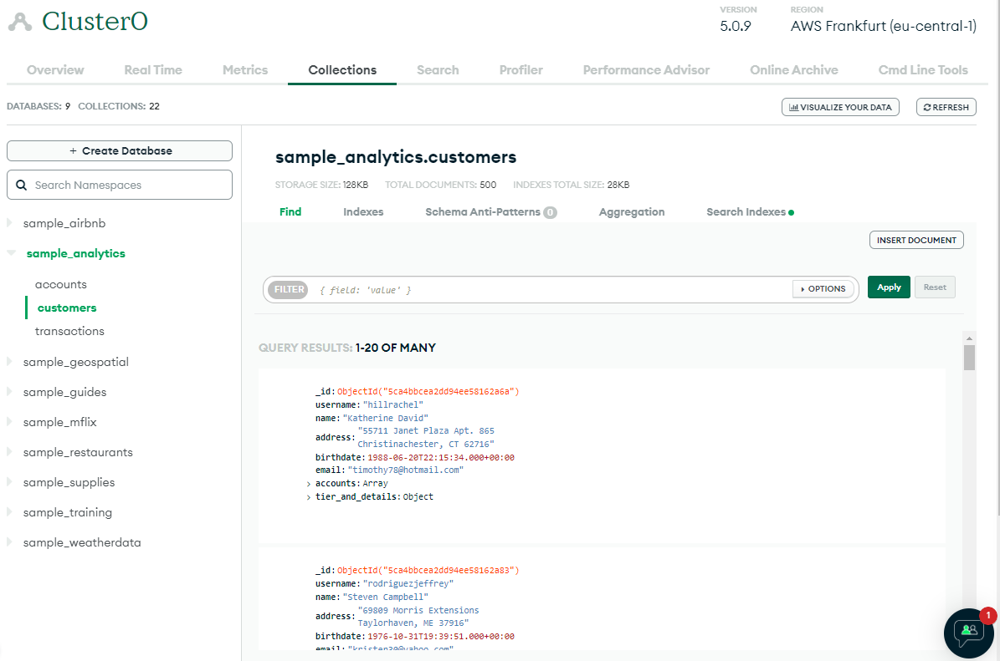 Cluster0
VERSION
5.0.9
REGION
AWS Frankfurt (eu-central-1)
Overview
Real Time
Metrics
Collections
Search
Profiler
Performance Advisor
Online Archive
Cmd Line Tools
DATABASES: 9 COLLECTIONS: 22
VISUALIZE YOUR DATA
REFRESH
+ Create Database
Search Namespaces
sample_airbnb
sample_analytics
accounts
customers
transactions
sample_geospatial
sample_guides
sample_mflix
sample_restaurants
sample_supplies
sample_training
sample_weatherdata
sample_analytics.customers
STORAGE SIZE: 128KB TOTAL DOCUMENTS: 500 INDEXES TOTAL SIZE: 28KB
Find
Indexes
Schema Anti-Patterns 0
Aggregation
Search Indexes
INSERT DOCUMENT
FILTER { field: 'value' }
OPTIONS
Apply
Reset
QUERY RESULTS: 1-20 OF MANY
_id: ObjectId("5ca4bbcea2dd94ee58162a6a")
username: "hillrachel"
name: "Katherine David"
address: "55711 Janet Plaza Apt. 865
Christinachester, CT 62716"
birthdate: 1988-06-20T22:15:34.000+00:00
email: "timothy78@hotmail.com"
accounts: Array
tier_and_details: Object
_id: ObjectId("5ca4bbcea2dd94ee58162a83")
username: "rodriguezjeffrey"
name: "Steven Campbell"
address: "69809 Morris Extensions
Taylorhaven, ME 37916"
birthdate: 1976-10-31T19:39:51.000+00:00
email: "kristen30@yahoo.com"
1